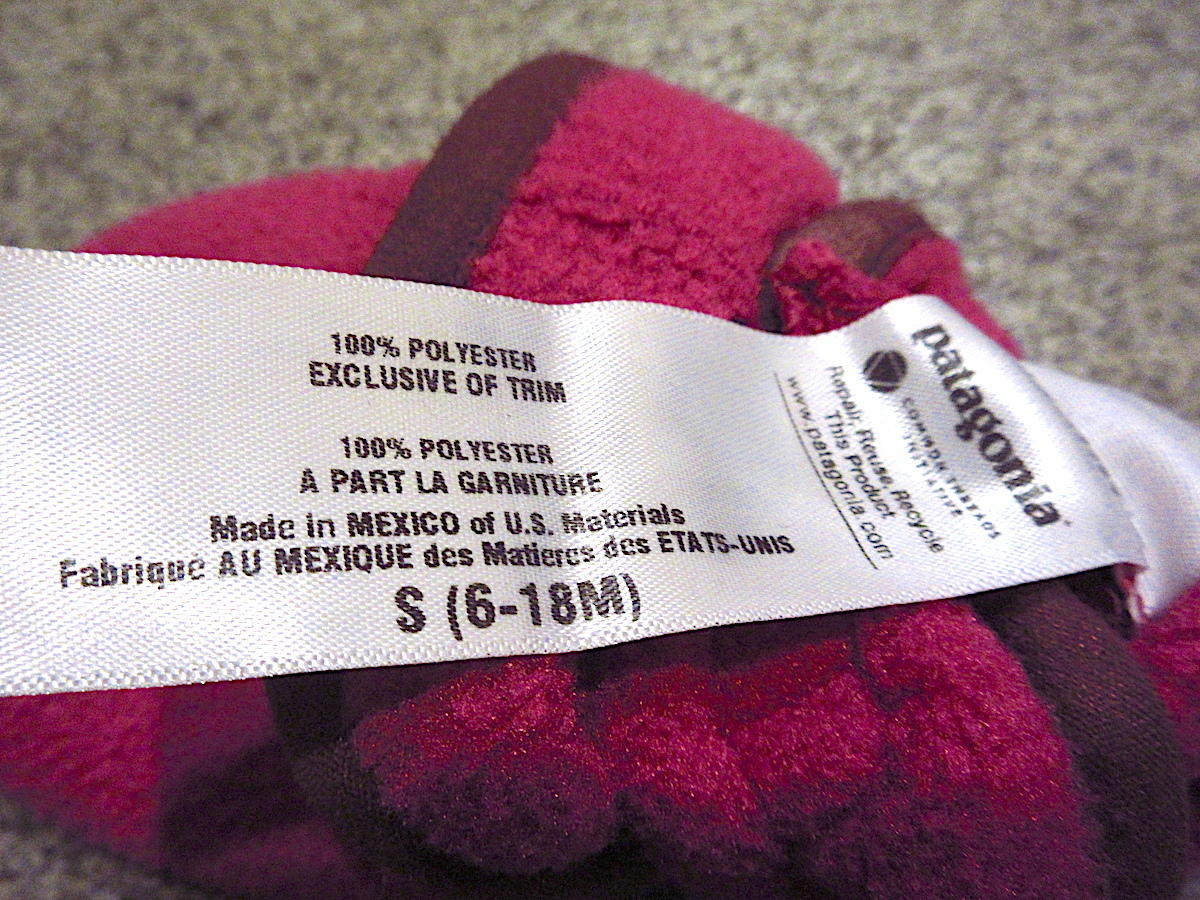 100% POLYESTER
EXCLUSIVE OF TRIM
100% POLYESTER
À PART LA GARNITURE
Made in MEXICO of U.S. Materials
Fabriqué AU MEXIQUE des Matieres des ETATS-UNIS
S (6-18M)
patagonia
COMMON THREADS
INITIATIVE
Repair, Reuse, Recycle
This Product
www.patagonia.com